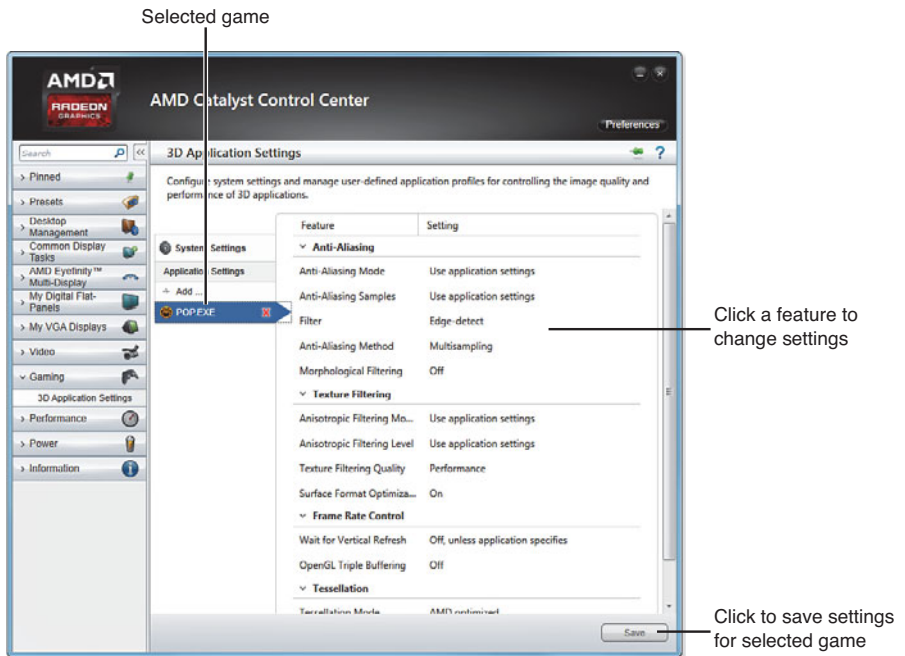 Selected game
AMD
RADEON
GRAPHICS
AMD Catalyst Control Center
Preferences
Search
«
3D Application Settings
?
> Pinned
> Presets
> Desktop
Management
> Common Display
Tasks
> AMD Eyefinity™
Multi-Display
> My Digital Flat-
Panels
> My VGA Displays
> Video
Gaming
3D Application Settings
> Performance
> Power
> Information
Configure system settings and manage user-defined application profiles for controlling the image quality and
performance of 3D applications.
System Settings
Application Settings
+ Add ...
POP.EXE
Feature Setting
Anti-Aliasing
Anti-Aliasing Mode Use application settings
Anti-Aliasing Samples Use application settings
Filter Edge-detect
Anti-Aliasing Method Multisampling
Morphological Filtering Off
Texture Filtering
Anisotropic Filtering Mo... Use application settings
Anisotropic Filtering Level Use application settings
Texture Filtering Quality Performance
Surface Format Optimiza... On
Frame Rate Control
Wait for Vertical Refresh Off, unless application specifies
OpenGL Triple Buffering Off
Tessellation
Tessellation Mode AMD optimized
Save
Click a feature to
change settings
Click to save settings
for selected game